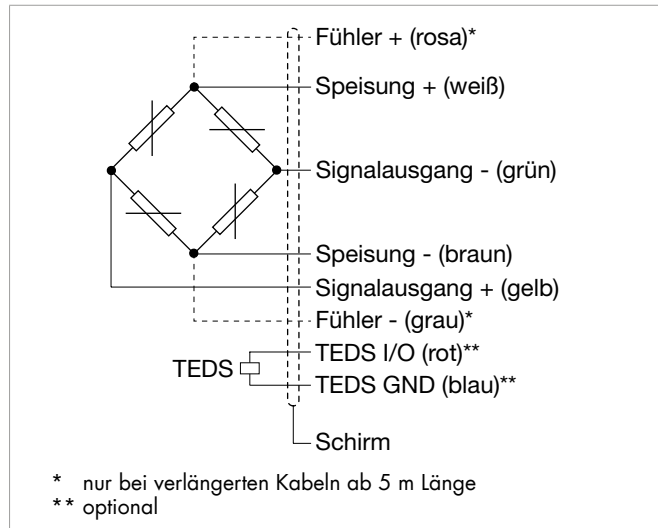 Fühler + (rosa)*
Speisung + (weiß)
Signalausgang - (grün)
Speisung - (braun)
Signalausgang + (gelb)
Fühler - (grau)*
TEDS I/O (rot)**
TEDS
TEDS GND (blau)**
Schirm
* nur bei verlängerten Kabeln ab 5 m Länge
** optional